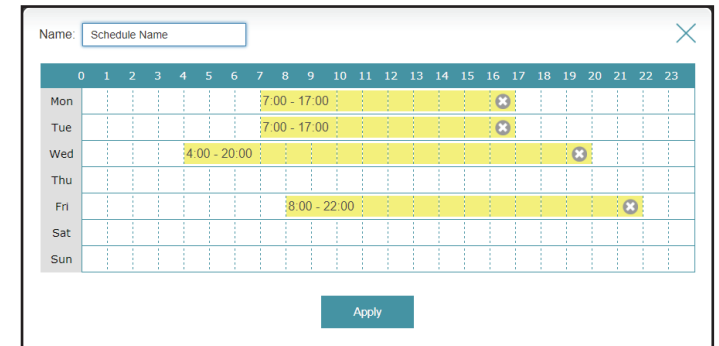 Name: Schedule Name
0 1 2 3 4 5 6 7 8 9 10 11 12 13 14 15 16 17 18 19 20 21 22 23
Mon 7:00 - 17:00
Tue 7:00 - 17:00
Wed 4:00 - 20:00
Thu
Fri 8:00 - 22:00
Sat
Sun
Apply